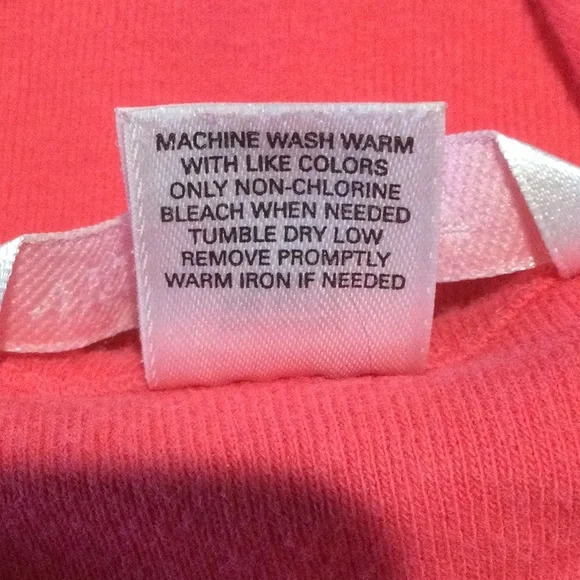 MACHINE WASH WARM
WITH LIKE COLORS
ONLY NON-CHLORINE
BLEACH WHEN NEEDED
TUMBLE DRY LOW
REMOVE PROMPTLY
WARM IRON IF NEEDED